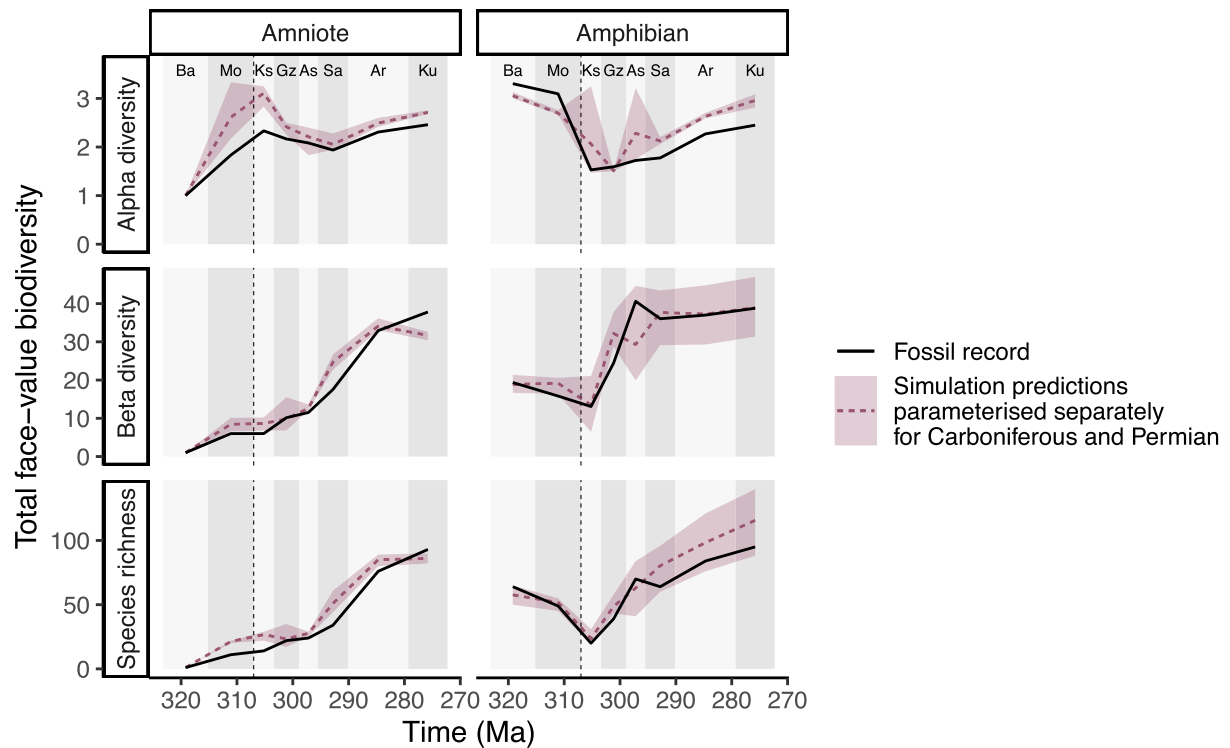 Amniote
Amphibian
Ba Mo Ks Gz As Sa Ar Ku
Ba Mo Ks Gz As Sa Ar Ku
Total face−value biodiversity
Alpha diversity
3
2
1
0
Beta diversity
40
30
20
10
0
Species richness
100
50
0
320 310 300 290 280 270
320 310 300 290 280 270
Time (Ma)
Fossil record
Simulation predictions
parameterised separately
for Carboniferous and Permian